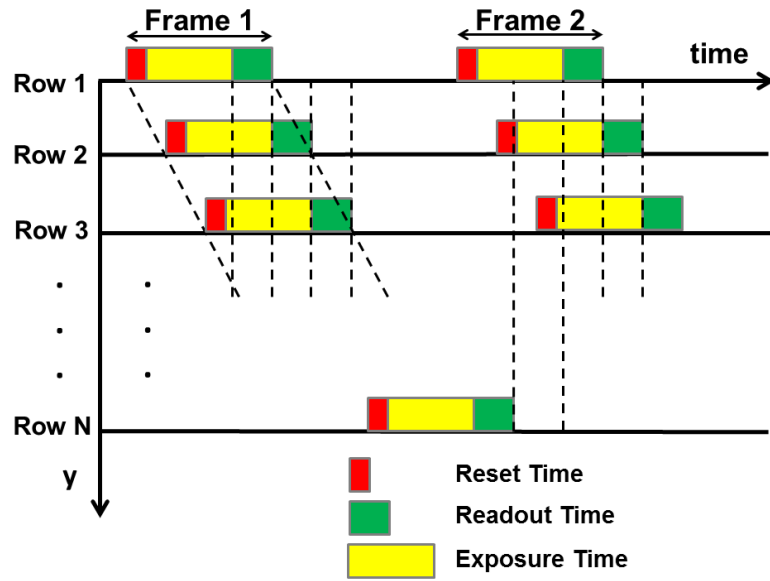 Frame 1
Frame 2
time
Row 1
Row 2
Row 3
Row N
y
Reset Time
Readout Time
Exposure Time